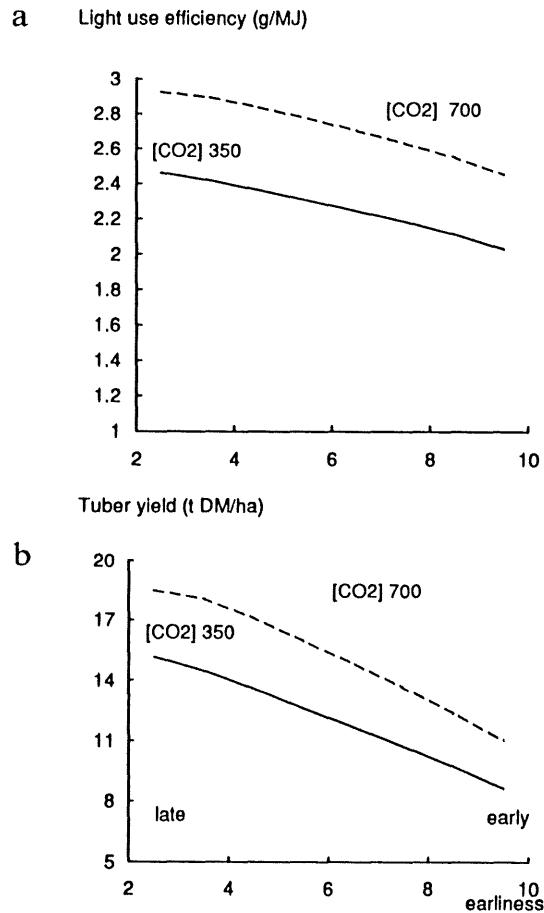 a
Light use efficiency (g/MJ)
3
2.8
2.6
2.4
2.2
2
1.8
1.6
1.4
1.2
1
[CO2] 700
[CO2] 350
2 4 6 8 10
b
Tuber yield (t DM/ha)
20
17
14
11
8
5
[CO2] 700
[CO2] 350
late early
2 4 6 8 10
earliness